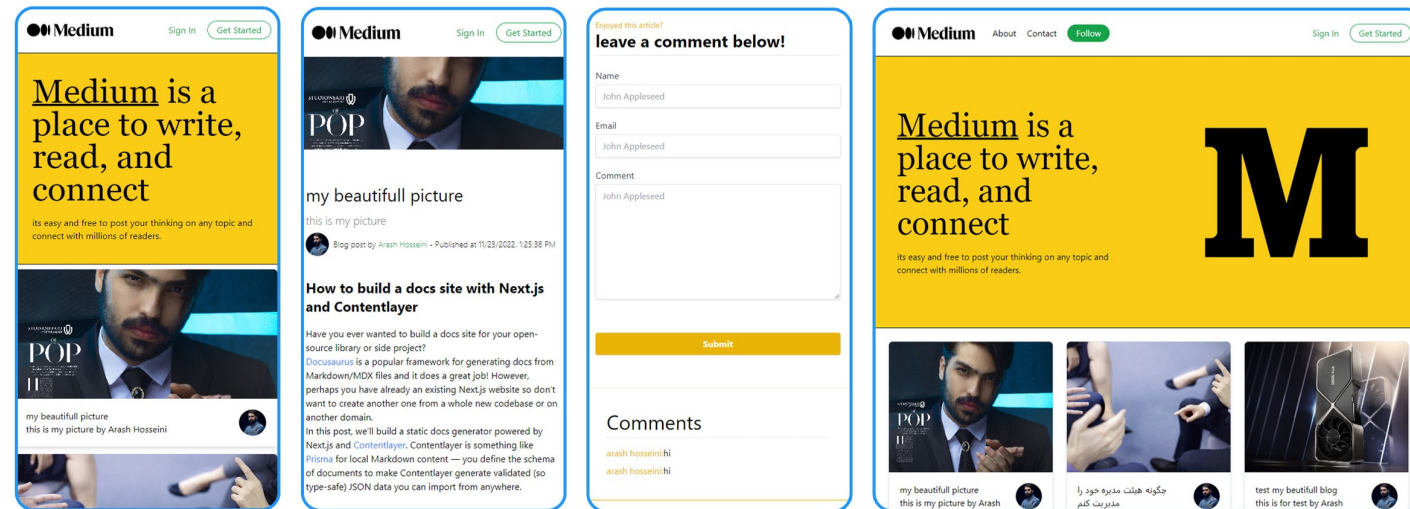 Medium
Sign In
Get Started
Medium is a
place to write,
read, and
connect
its easy and free to post your thinking on any topic and
connect with millions of readers.
POP
my beautifull picture
this is my picture by Arash Hosseini
Medium
Sign In
Get Started
POP
my beautifull picture
this is my picture
Blog post by Arash Hosseini - Published at 11/23/2022, 1:25:38 PM
How to build a docs site with Next.js
and Contentlayer
Have you ever wanted to build a docs site for your open-
source library or side project?
Docusaurus is a popular framework for generating docs from
Markdown/MDX files and it does a great job! However,
perhaps you have already an existing Next.js website so don't
want to create another one from a whole new codebase or on
another domain.
In this post, we'll build a static docs generator powered by
Next.js and Contentlayer. Contentlayer is something like
Prisma for local Markdown content — you define the schema
of documents to make Contentlayer generate validated (so
type-safe) JSON data you can import from anywhere.
Enjoyed this article?
leave a comment below!
Name
John Appleseed
Email
John Appleseed
Comment
John Appleseed
Submit
Comments
arash hosseini:hi
arash hosseini:hi
Medium
About
Contact
Follow
Sign In
Get Started
Medium is a
place to write,
read, and
connect
its easy and free to post your thinking on any topic and
connect with millions of readers.
M
POP
my beautifull picture
this is my picture by Arash
چگونه هیئت مدیره خود را
مدیریت کنم
test my beutifull blog
this is for test by Arash